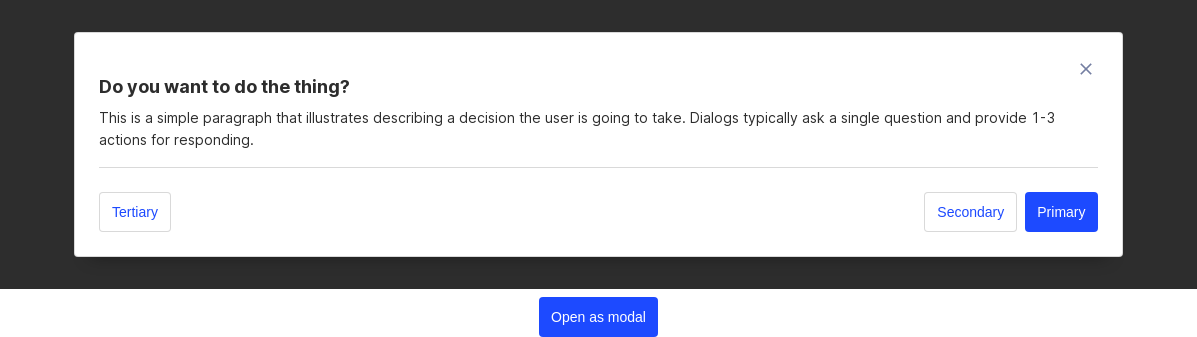 Do you want to do the thing?
This is a simple paragraph that illustrates describing a decision the user is going to take. Dialogs typically ask a single question and provide 1-3
actions for responding.
Tertiary
Secondary
Primary
Open as modal